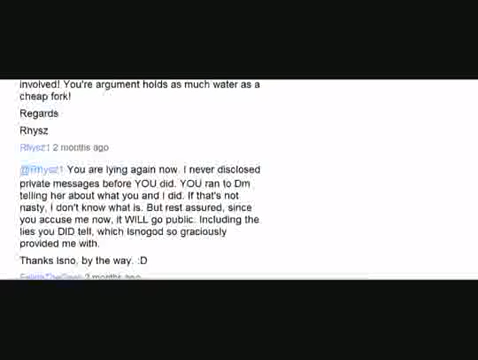 involved! You're argument holds as much water as a
cheap fork!
Regards
Rhysz
Rhysz1 2 months ago
@Rhysz1 You are lying again now. I never disclosed
private messages before YOU did. YOU ran to Dm
telling her about what you and I did. If that's not
nasty, I don't know what is. But rest assured, since
you accuse me now, it WILL go public. Including the
lies you DID tell, which Isnogod so graciously
provided me with.
Thanks Isno, by the way. :D
2 months ago